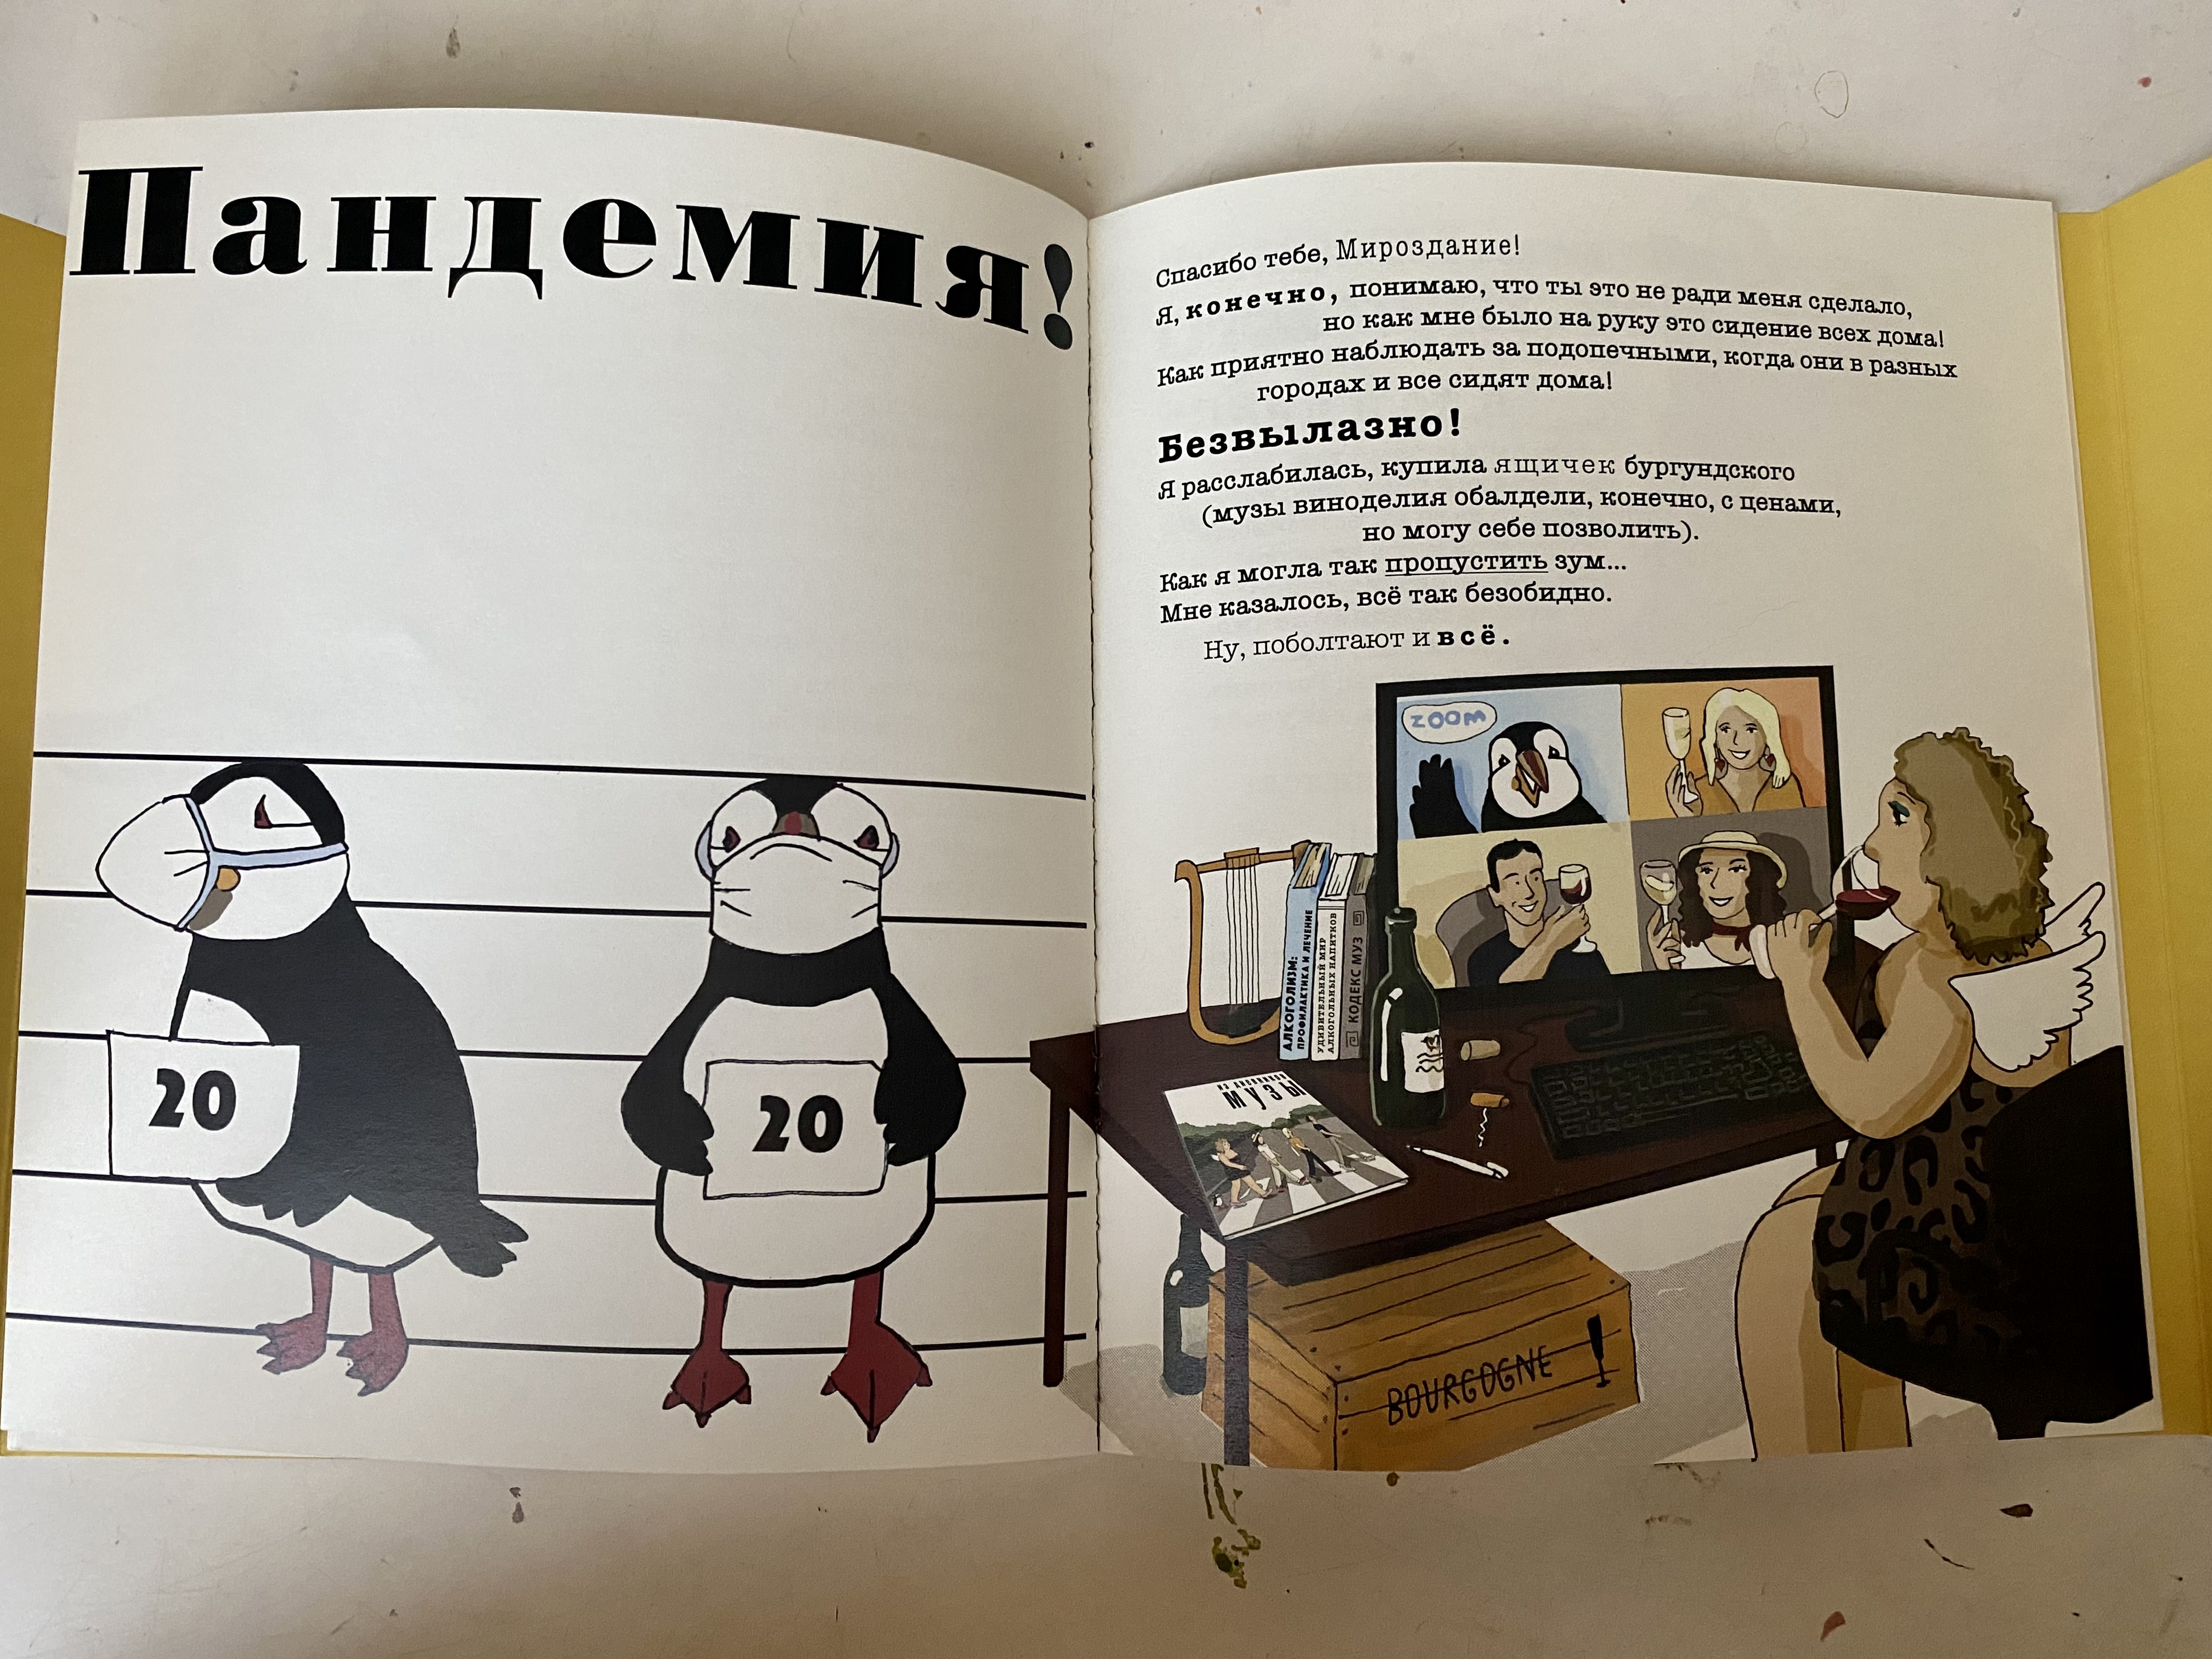 Пандемия!
20
20
Спасибо тебе, Мироздание!
Я, конечно, понимаю, что ты это не ради меня сделало,
но как мне было на руку это сидение всех дома!
Как приятно наблюдать за подопечными, когда они в разных
городах и все сидят дома!
Безвылазно!
Я расслабилась, купила ящичек бургундского
(музы виноделия обалдели, конечно, с ценами,
но могу себе позволить).
Как я могла так пропустить зум...
Мне казалось, всё так безобидно.
Ну, поболтают и всё.
ZOOM
АЛКОГОЛИЗМ:
ПРОФИЛАКТИКА И ЛЕЧЕНИЕ
УДИВИТЕЛЬНЫЙ МИР
АЛКОГОЛЬНЫХ НАПИТКОВ
КОДЕКС МУЗ
ИЗ ДНЕВНИКОВ
МУЗЫ
BOURGOGNE